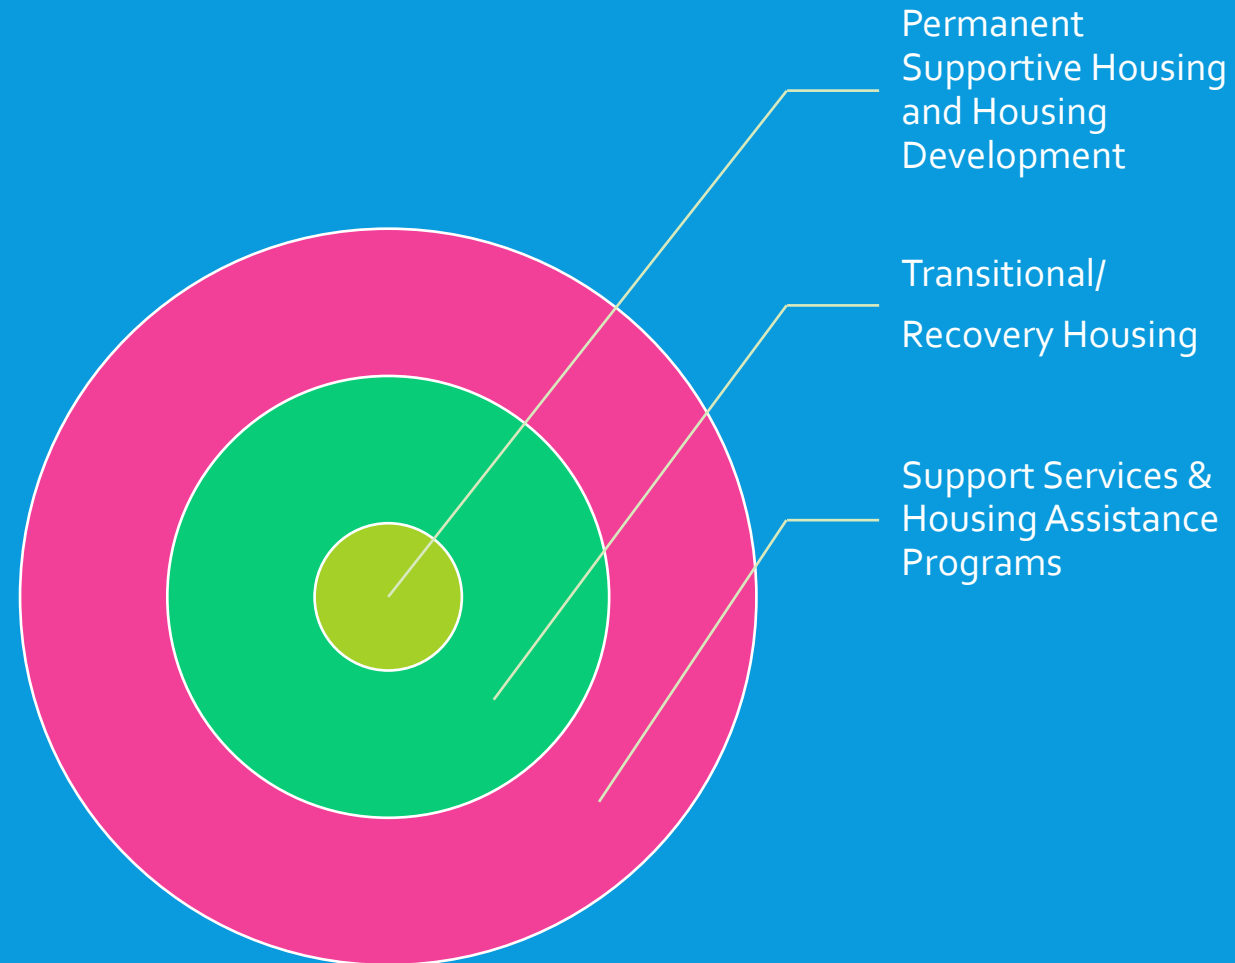 Permanent
Supportive Housing
and Housing
Development
Transitional/
Recovery Housing
Support Services &
Housing Assistance
Programs